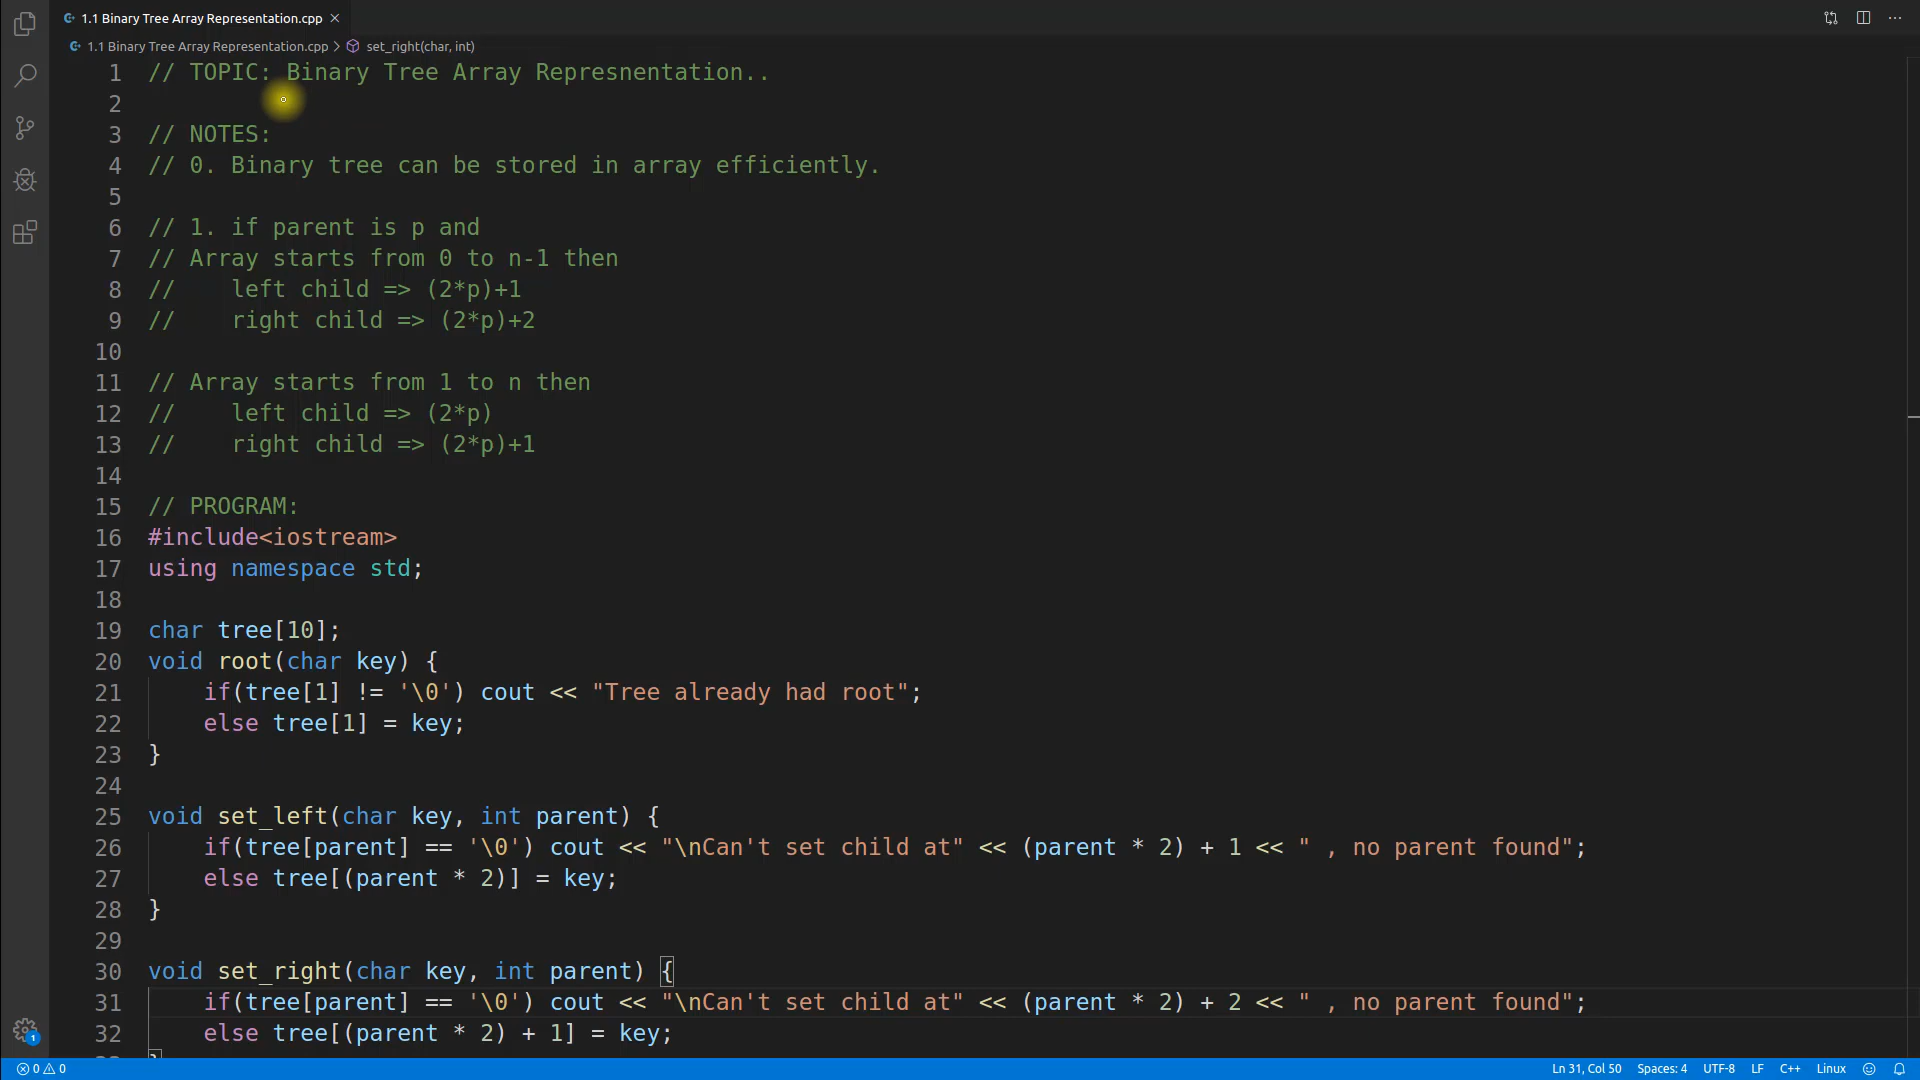 1.1 Binary Tree Array Representation.cpp
1.1 Binary Tree Array Representation.cpp > set_right(char, int)
1 // TOPIC: Binary Tree Array Represnentation..
2
3 // NOTES:
4 // 0. Binary tree can be stored in array efficiently.
5
6 // 1. if parent is p and
7 // Array starts from 0 to n-1 then
8 //    left child => (2*p)+1
9 //    right child => (2*p)+2
10
11 // Array starts from 1 to n then
12 //    left child => (2*p)
13 //    right child => (2*p)+1
14
15 // PROGRAM:
16 #include<iostream>
17 using namespace std;
18
19 char tree[10];
20 void root(char key) {
21     if(tree[1] != '\0') cout << "Tree already had root";
22     else tree[1] = key;
23 }
24
25 void set_left(char key, int parent) {
26     if(tree[parent] == '\0') cout << "\nCan't set child at" << (parent * 2) + 1 << " , no parent found";
27     else tree[(parent * 2)] = key;
28 }
29
30 void set_right(char key, int parent) {
31     if(tree[parent] == '\0') cout << "\nCan't set child at" << (parent * 2) + 2 << " , no parent found";
32     else tree[(parent * 2) + 1] = key;
1
0 0 Ln 31, Col 50 Spaces: 4 UTF-8 LF C++ Linux